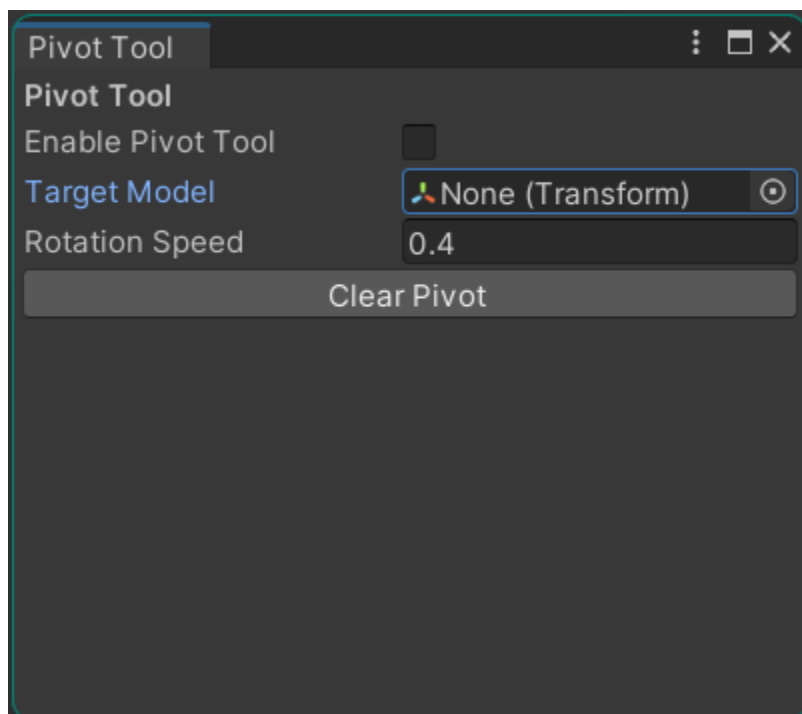 Pivot Tool
Pivot Tool
Enable Pivot Tool
Target Model None (Transform)
Rotation Speed 0.4
Clear Pivot